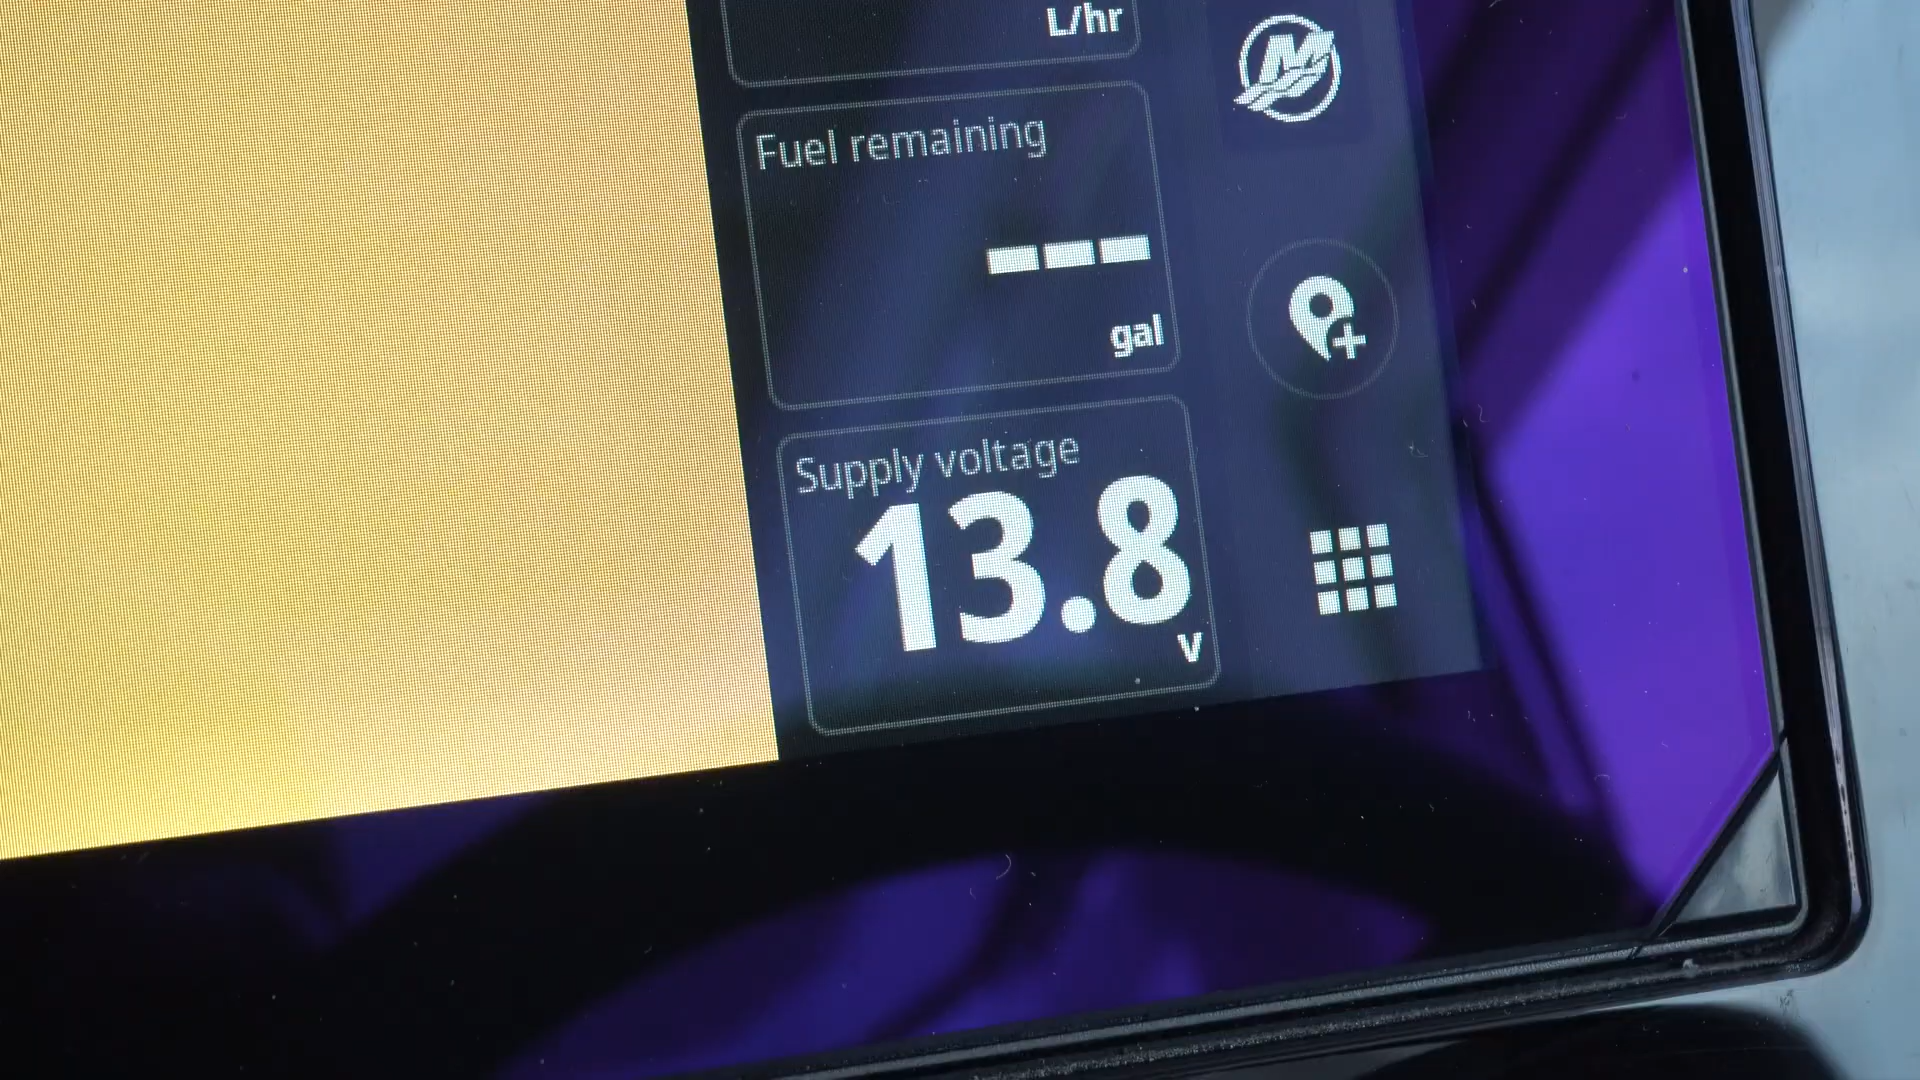 L/hr
Fuel remaining
---
gal
Supply voltage
13.8
V